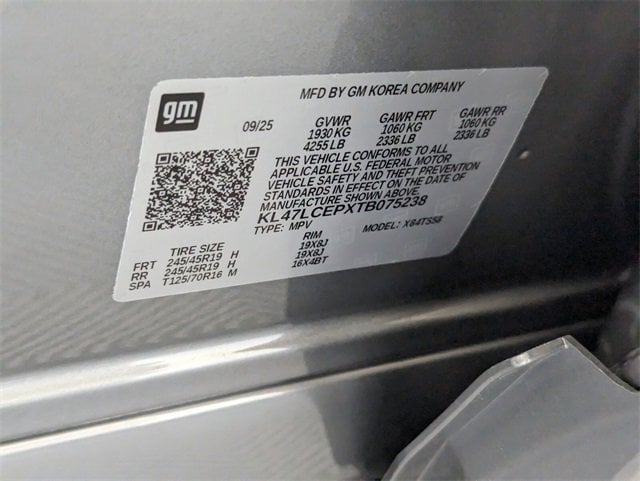 gm
MFD BY GM KOREA COMPANY
09/25 GVWR GAWR FRT GAWR RR
1930 KG 1060 KG 1060 KG
4255 LB 2336 LB 2336 LB
THIS VEHICLE CONFORMS TO ALL
APPLICABLE U.S. FEDERAL MOTOR
VEHICLE SAFETY AND THEFT PREVENTION
STANDARDS IN EFFECT ON THE DATE OF
MANUFACTURE SHOWN ABOVE.
KL47LCEPXTB075238
TYPE: MPV MODEL: X84TS58
TIRE SIZE RIM
FRT 245/45R19 H 19X8J
RR 245/45R19 H 19X8J
SPA T125/70R16 M 16X4BT